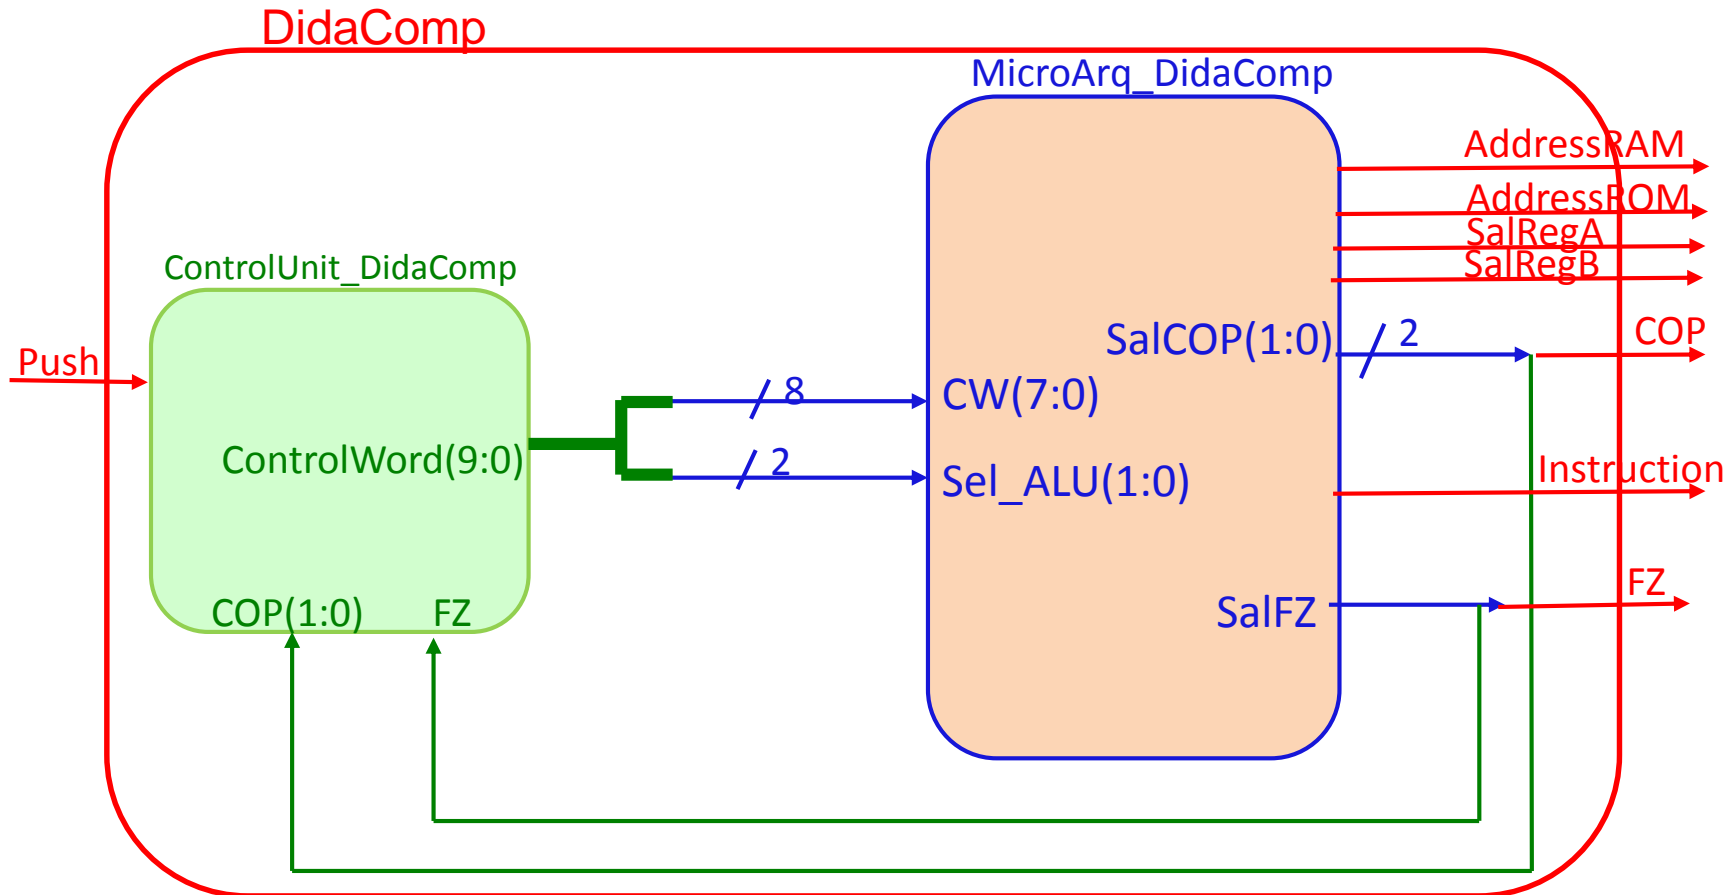 DidaComp
MicroArq_DidaComp
AddressRAM
AddressROM
SalRegA
SalRegB
ControlUnit_DidaComp
Push
SalCOP(1:0)
2
COP
8
CW(7:0)
ControlWord(9:0)
2
Sel_ALU(1:0)
Instruction
COP(1:0)
FZ
SalFZ
FZ